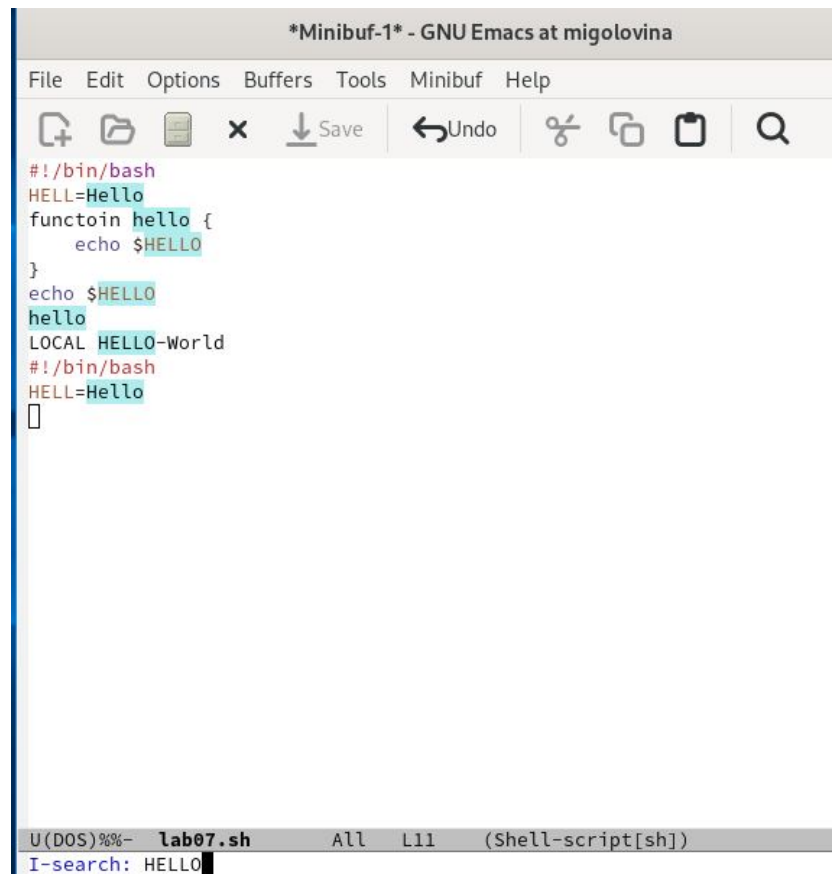 *Minibuf-1* - GNU Emacs at migolovina
File Edit Options Buffers Tools Minibuf Help
Save Undo
#!/bin/bash
HELL=Hello
functoin hello {
    echo $HELLO
}
echo $HELLO
hello
LOCAL HELLO-World
#!/bin/bash
HELL=Hello
U(DOS)%%- lab07.sh All L11 (Shell-script[sh])
I-search: HELLO